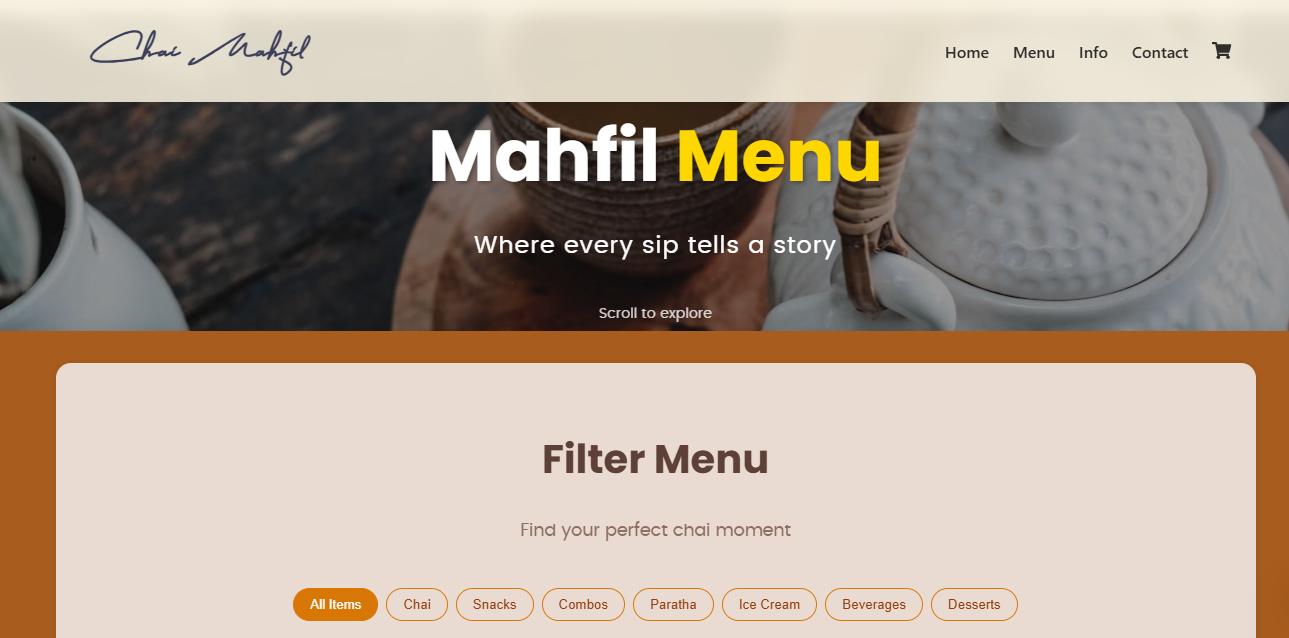 Chai Mahfil
Home Menu Info Contact
Mahfil Menu
Where every sip tells a story
Scroll to explore
Filter Menu
Find your perfect chai moment
All Items Chai Snacks Combos Paratha Ice Cream Beverages Desserts